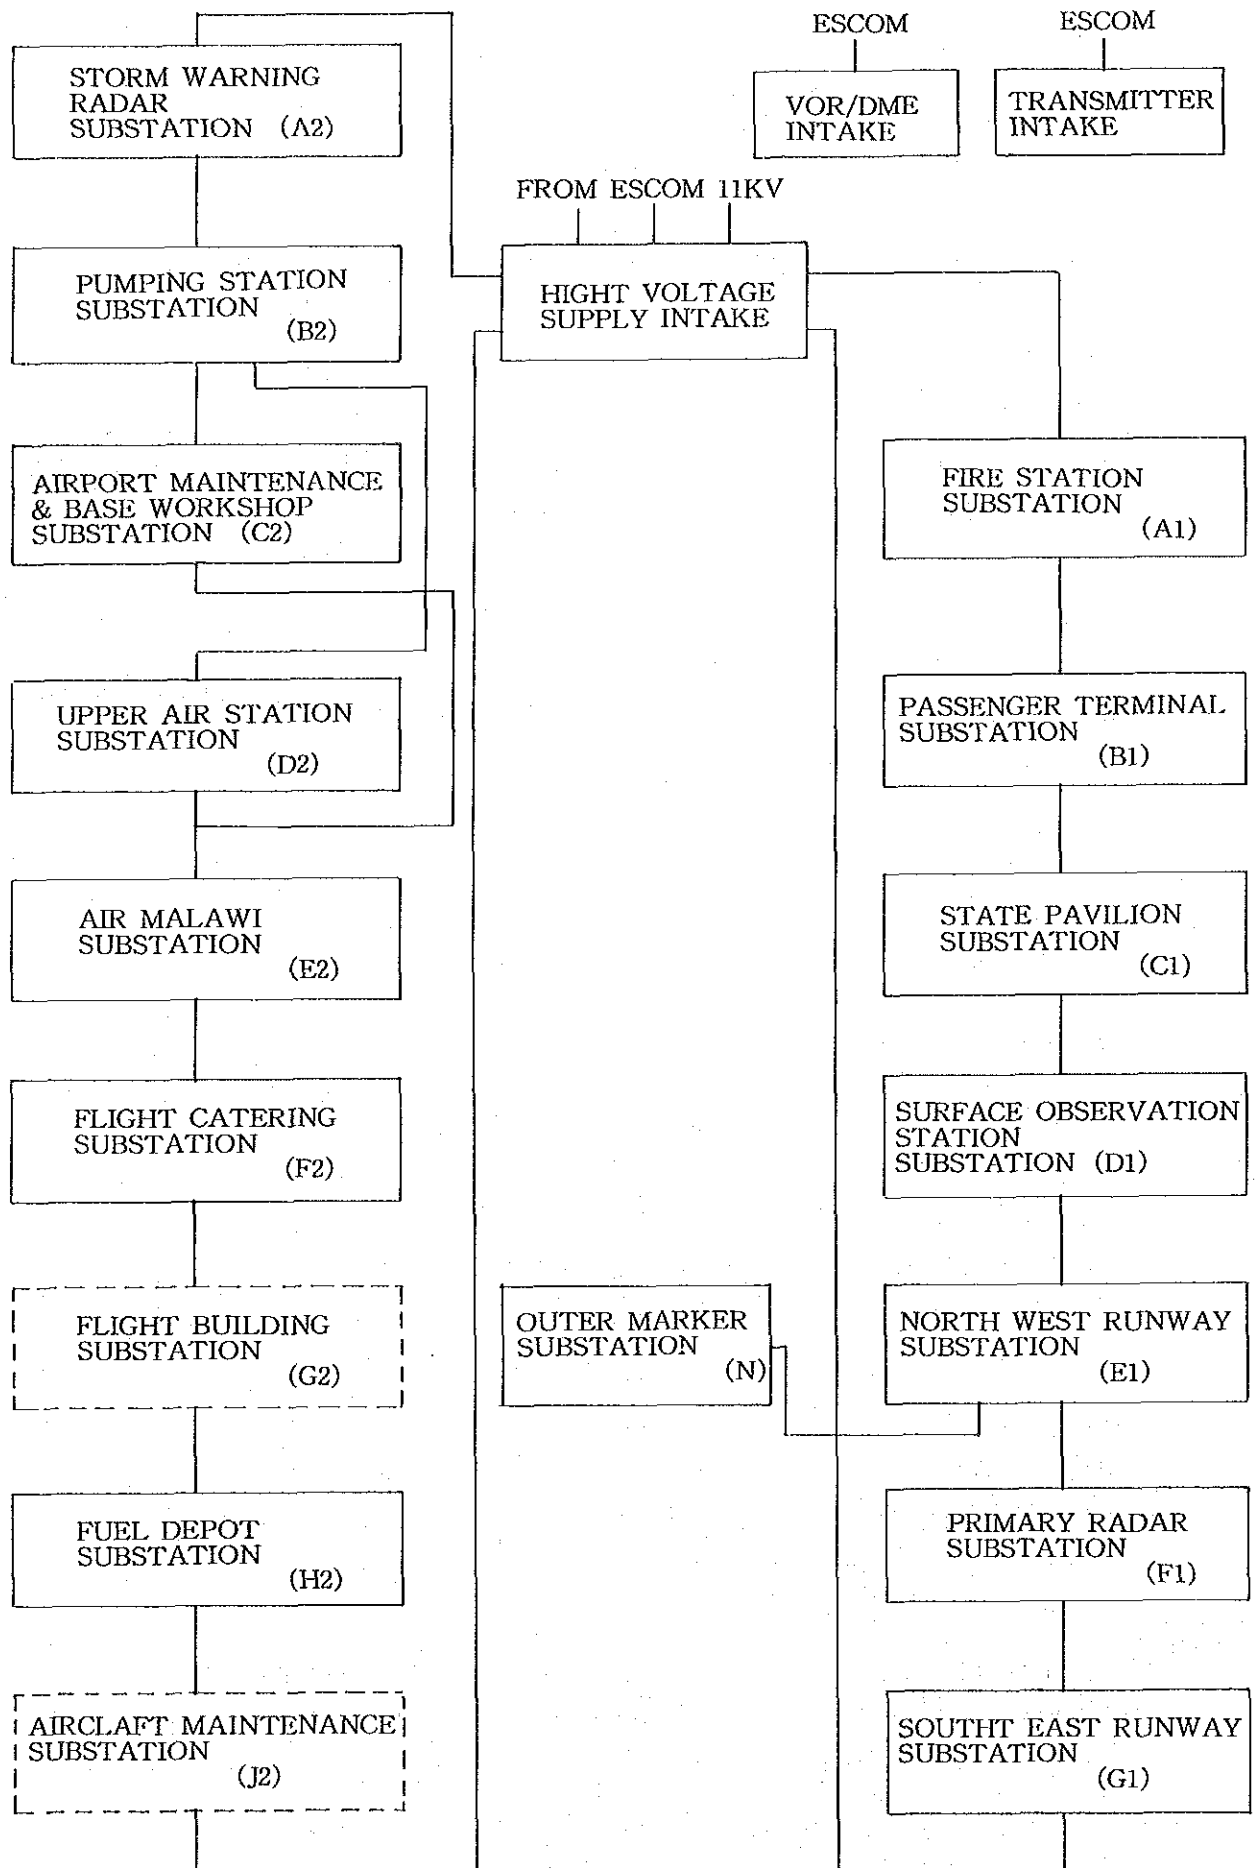 ESCOM
ESCOM
STORM WARNING
RADAR
SUBSTATION (A2)
VOR/DME
INTAKE
TRANSMITTER
INTAKE
FROM ESCOM 11KV
PUMPING STATION
SUBSTATION
(B2)
HIGHT VOLTAGE
SUPPLY INTAKE
AIRPORT MAINTENANCE
& BASE WORKSHOP
SUBSTATION (C2)
FIRE STATION
SUBSTATION
(A1)
UPPER AIR STATION
SUBSTATION
(D2)
PASSENGER TERMINAL
SUBSTATION
(B1)
AIR MALAWI
SUBSTATION
(E2)
STATE PAVILION
SUBSTATION
(C1)
FLIGHT CATERING
SUBSTATION
(F2)
SURFACE OBSERVATION
STATION
SUBSTATION (D1)
FLIGHT BUILDING
SUBSTATION
(G2)
OUTER MARKER
SUBSTATION
(N)
NORTH WEST RUNWAY
SUBSTATION
(E1)
FUEL DEPOT
SUBSTATION
(H2)
PRIMARY RADAR
SUBSTATION
(F1)
AIRCLAFT MAINTENANCE
SUBSTATION
(J2)
SOUTHT EAST RUNWAY
SUBSTATION
(G1)